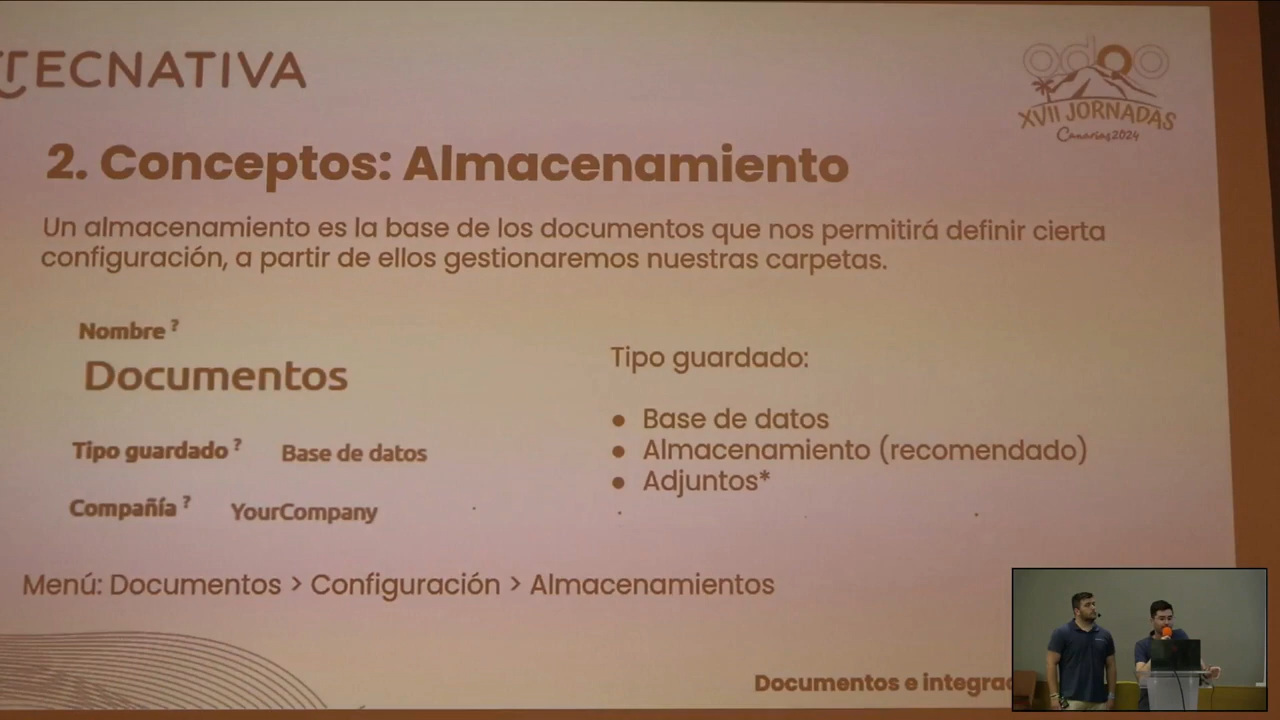 TECNATIVA
odoo
XVII JORNADAS
Canarias 2024
2. Conceptos: Almacenamiento
Un almacenamiento es la base de los documentos que nos permitirá definir cierta
configuración, a partir de ellos gestionaremos nuestras carpetas.
Nombre ?
Documentos
Tipo guardado ? Base de datos
Compañía ? YourCompany
Tipo guardado:
● Base de datos
● Almacenamiento (recomendado)
● Adjuntos*
Menú: Documentos > Configuración > Almacenamientos
Documentos e